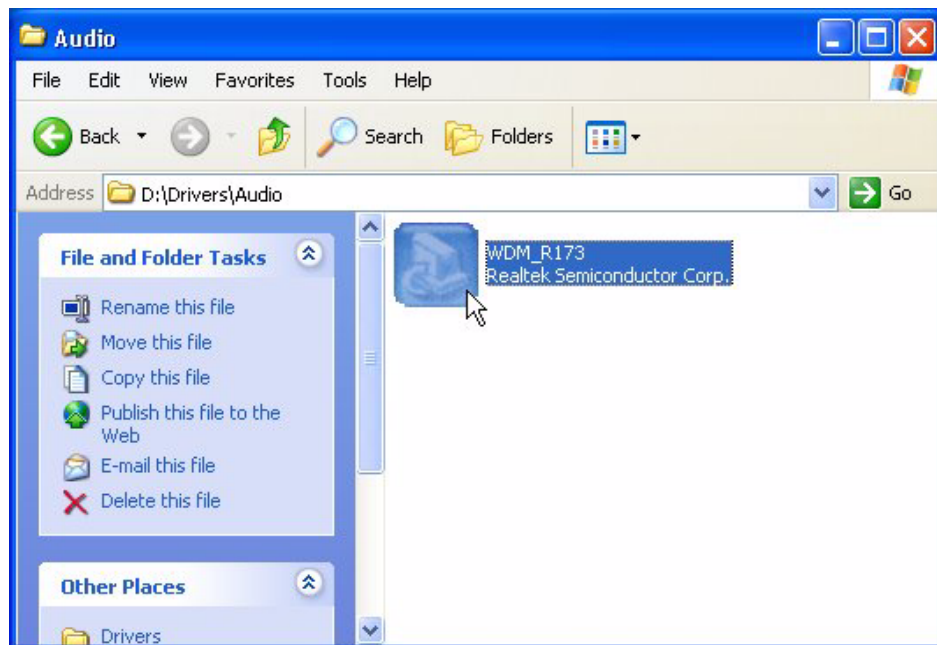 Audio
File Edit View Favorites Tools Help
Back Search Folders
Address D:\Drivers\Audio Go
File and Folder Tasks
Rename this file
Move this file
Copy this file
Publish this file to the
Web
E-mail this file
Delete this file
Other Places
Drivers
WDM_R173
Realtek Semiconductor Corp.